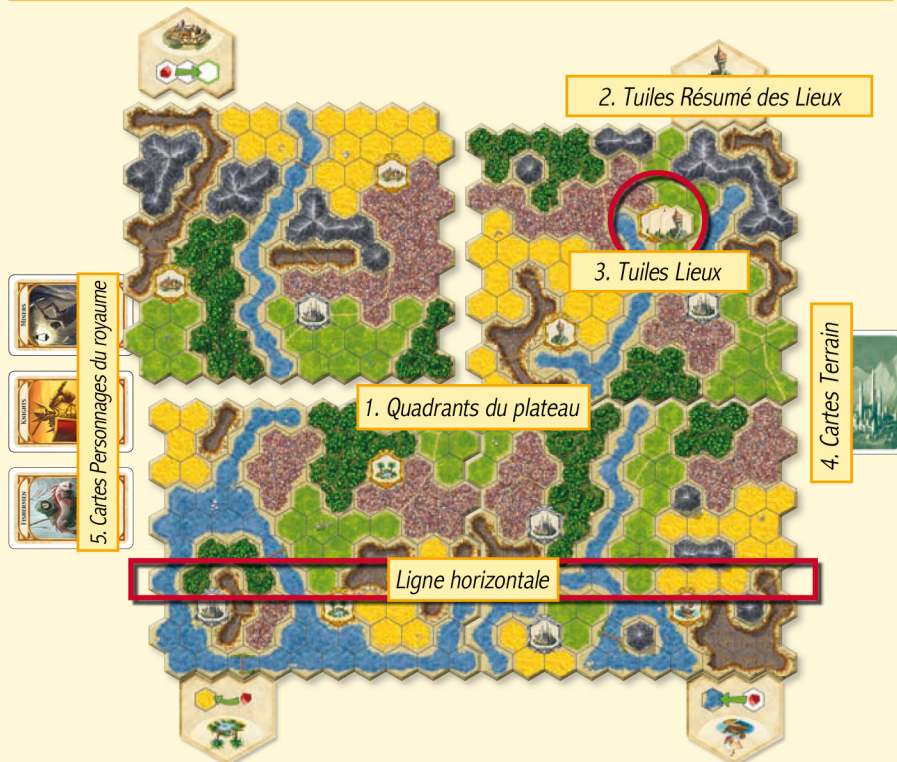 2. Tuiles Résumé des Lieux
3. Tuiles Lieux
MINERS
KNIGHTS
FISHERMEN
5. Cartes Personnages du royaume
1. Quadrants du plateau
4. Cartes Terrain
Ligne horizontale